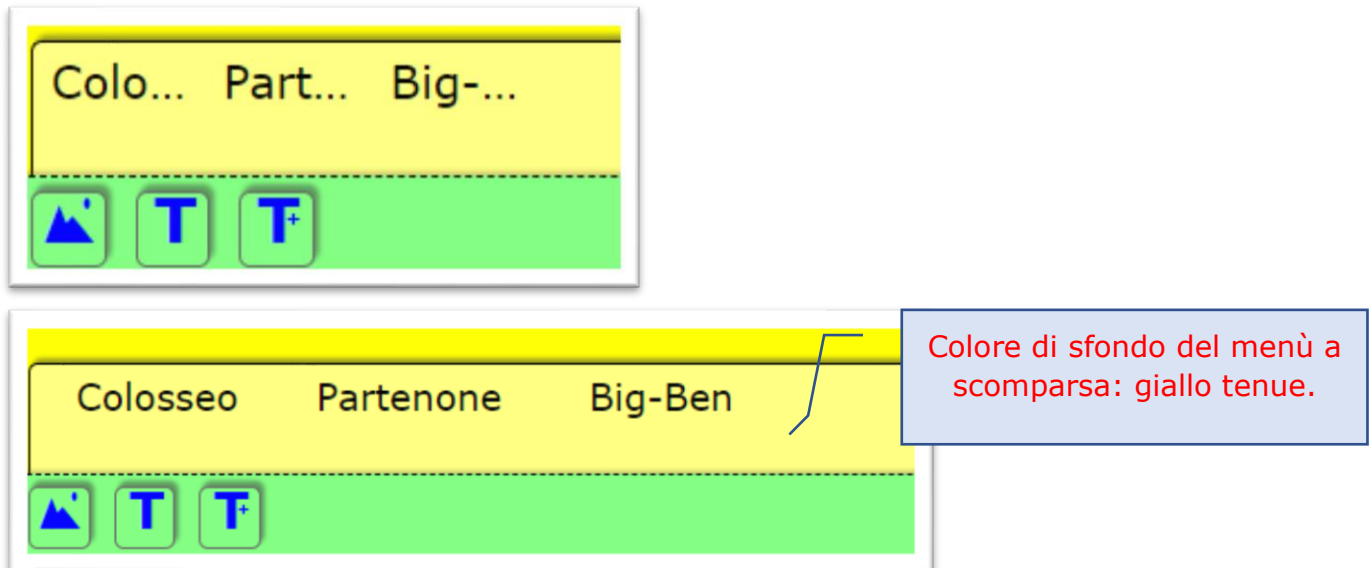 Colo... Part... Big-...
T T+
Colosseo Partenone Big-Ben
T T+
Colore di sfondo del menù a
scomparsa: giallo tenue.